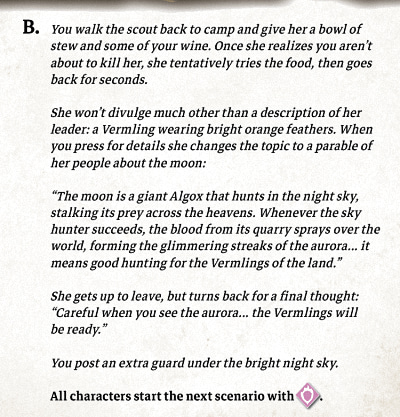 B. You walk the scout back to camp and give her a bowl of
stew and some of your wine. Once she realizes you aren't
about to kill her, she tentatively tries the food, then goes
back for seconds.
She won't divulge much other than a description of her
leader: a Vermling wearing bright orange feathers. When
you press for details she changes the topic to a parable of
her people about the moon:
"The moon is a giant Algox that hunts in the night sky,
stalking its prey across the heavens. Whenever the sky
hunter succeeds, the blood from its quarry sprays over the
world, forming the glimmering streaks of the aurora... it
means good hunting for the Vermlings of the land."
She gets up to leave, but turns back for a final thought:
"Careful when you see the aurora... the Vermlings will
be ready."
You post an extra guard under the bright night sky.
All characters start the next scenario with .